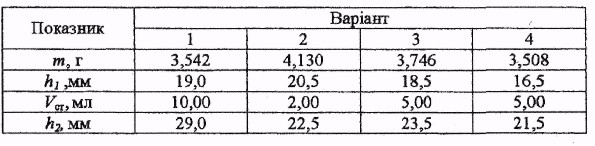 Показник Варіант
1 2 3 4
m, г 3,542 4,130 3,746 3,508
h1 ,мм 19,0 20,5 18,5 16,5
Vст, мл 10,00 2,00 5,00 5,00
h2, мм 29,0 22,5 23,5 21,5